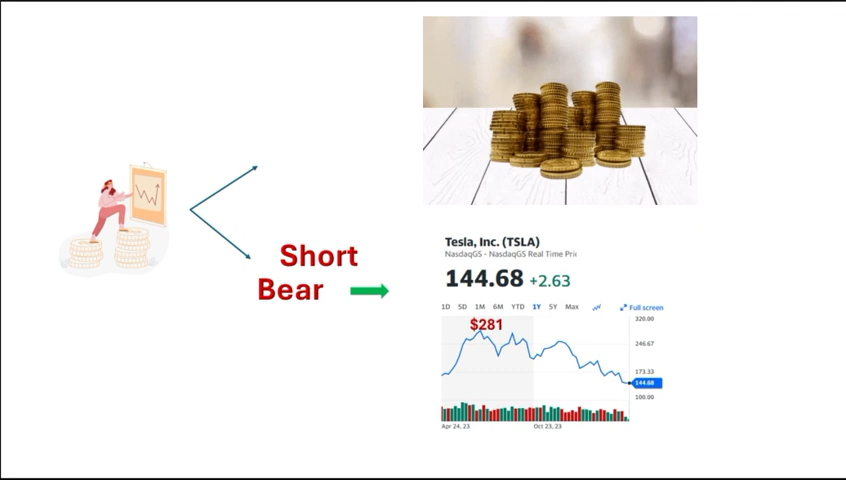 Short
Bear
Tesla, Inc. (TSLA)
NasdaqGS - NasdaqGS Real Time Pric
144.68 +2.63
1D 5D 1M 6M YTD 1Y 5Y Max Full screen
$281
320.00
246.67
173.33
144.68
100.00
Apr 24, 23 Oct 23, 23